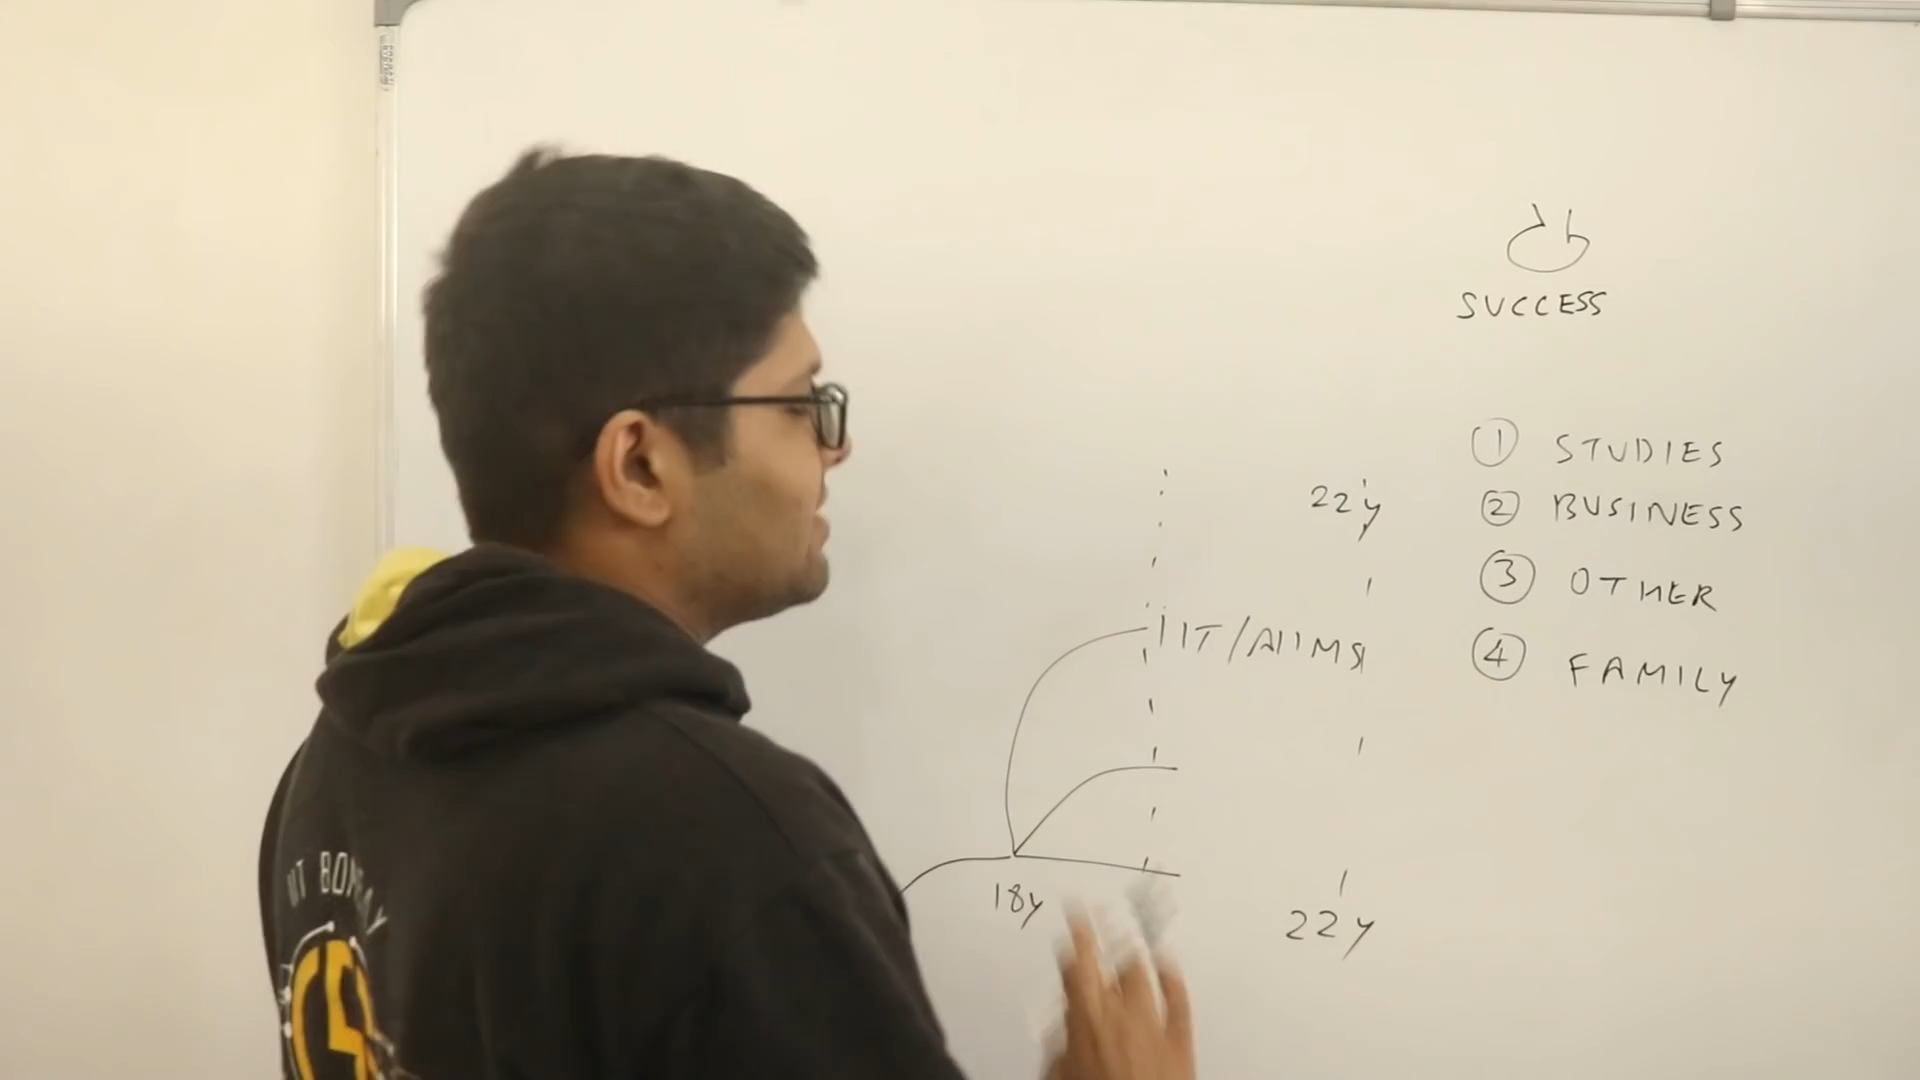 SUCCESS
① STUDIES
② BUSINESS
③ OTHER
④ FAMILY
22y
IIT/AIIMS
18y
22y
IIT BOMBAY